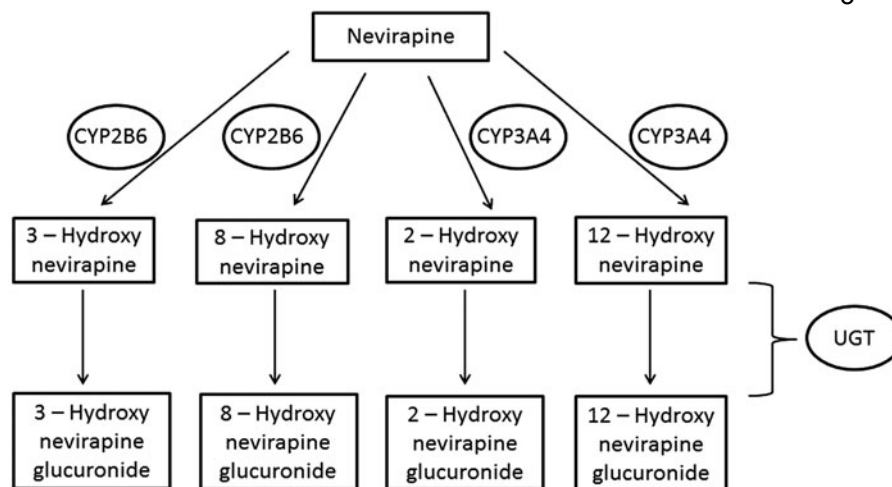 Nevirapine
CYP2B6
CYP2B6
CYP3A4
CYP3A4
3 – Hydroxy
nevirapine
8 – Hydroxy
nevirapine
2 – Hydroxy
nevirapine
12 – Hydroxy
nevirapine
UGT
3 – Hydroxy
nevirapine
glucuronide
8 – Hydroxy
nevirapine
glucuronide
2 – Hydroxy
nevirapine
glucuronide
12 – Hydroxy
nevirapine
glucuronide